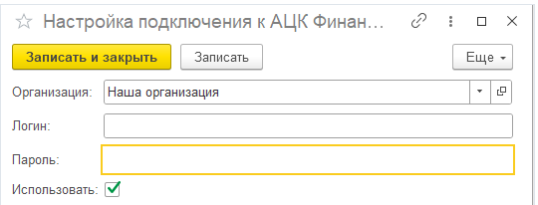 Настройка подключения к АЦК Финан...
Записать и закрыть Записать Еще
Организация: Наша организация
Логин:
Пароль:
Использовать: